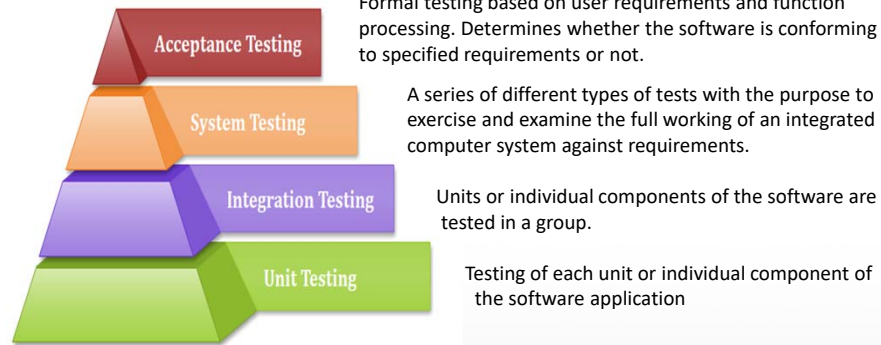 Formal testing based on user requirements and function
processing. Determines whether the software is conforming
to specified requirements or not.
Acceptance Testing
A series of different types of tests with the purpose to
exercise and examine the full working of an integrated
computer system against requirements.
System Testing
Units or individual components of the software are
tested in a group.
Integration Testing
Testing of each unit or individual component of
the software application
Unit Testing